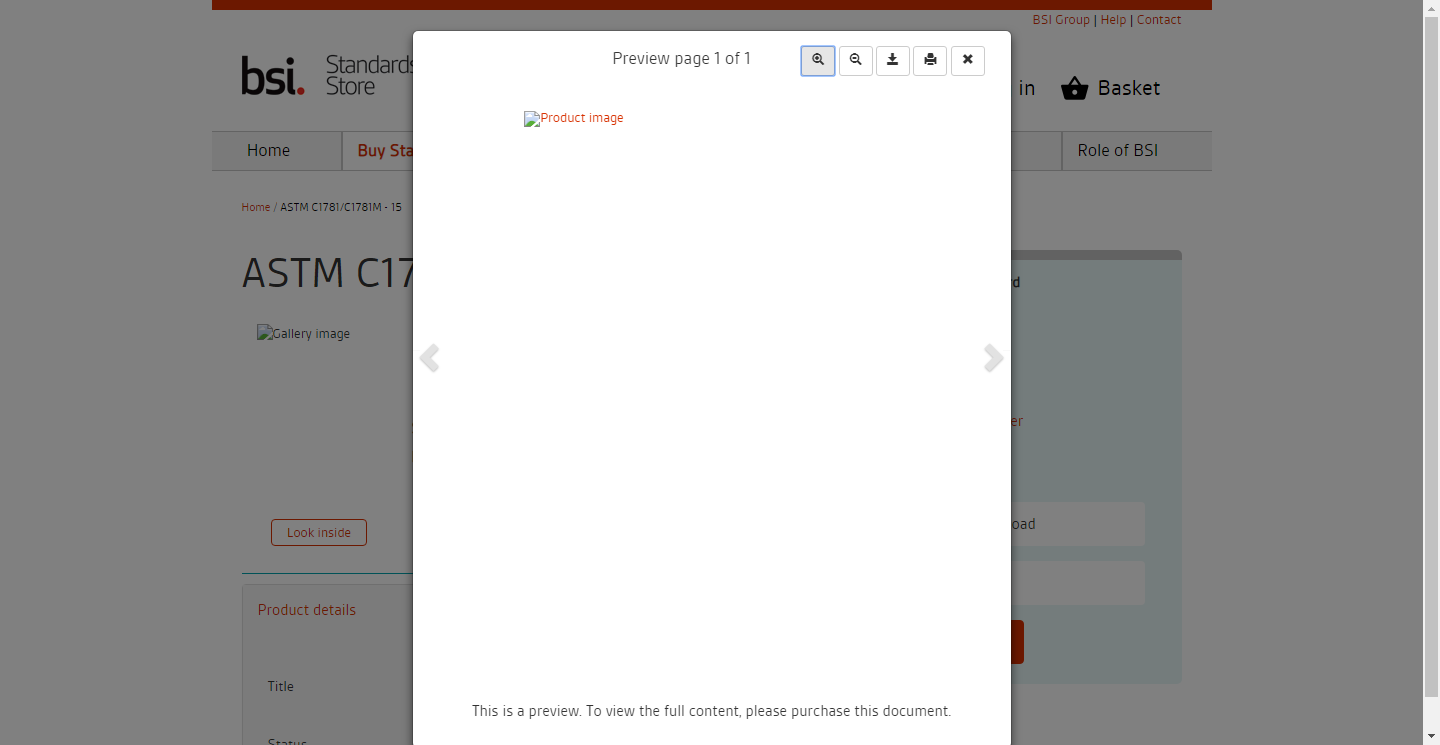 BSI Group | Help | Contact
Preview page 1 of 1
bsi.
Standards
Store
in
Basket
Product image
Home
Buy Sta
Role of BSI
Home / ASTM C1781/C1781M - 15
ASTM C17
rd
Gallery image
er
oad
Look inside
Product details
Title
This is a preview. To view the full content, please purchase this document.
Status